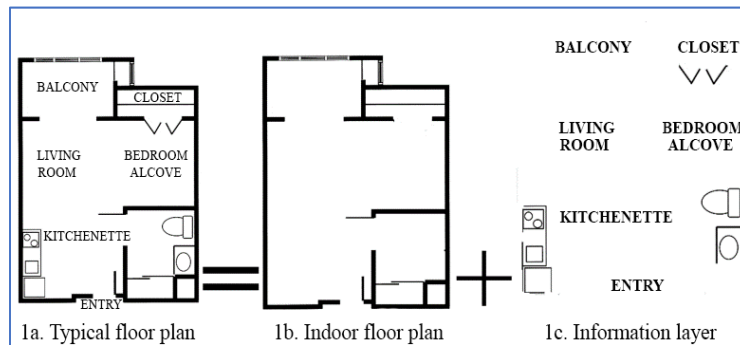 BALCONY
CLOSET
LIVING
ROOM
BEDROOM
ALCOVE
KITCHENETTE
ENTRY
1a. Typical floor plan
1b. Indoor floor plan
BALCONY
CLOSET
LIVING
ROOM
BEDROOM
ALCOVE
KITCHENETTE
ENTRY
1c. Information layer